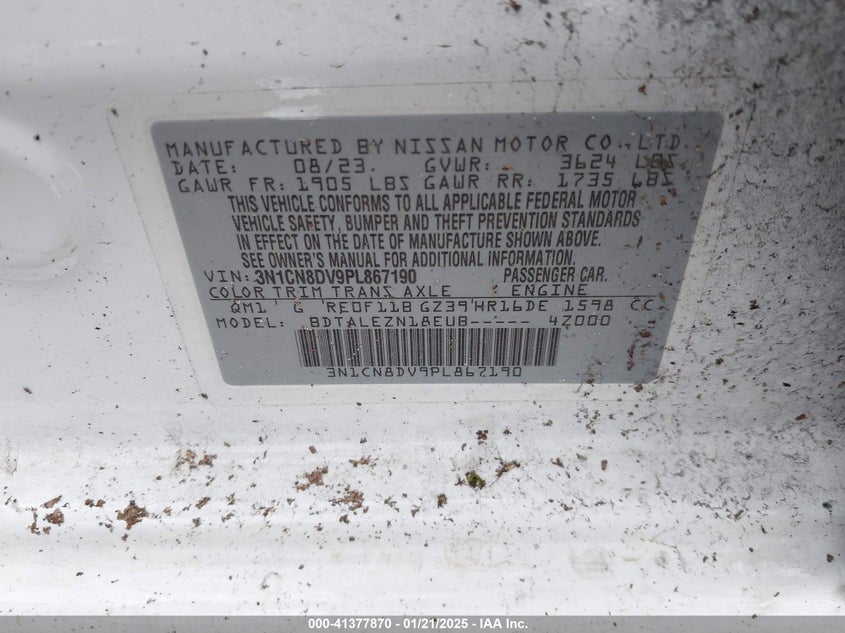 MANUFACTURED BY NISSAN MOTOR CO., LTD.
DATE: 08/23. GVWR: 3624 LBS
GAWR FR: 1905 LBS GAWR RR: 1735 LBS
THIS VEHICLE CONFORMS TO ALL APPLICABLE FEDERAL MOTOR
VEHICLE SAFETY, BUMPER AND THEFT PREVENTION STANDARDS
IN EFFECT ON THE DATE OF MANUFACTURE SHOWN ABOVE.
SEE OWNER'S MANUAL FOR ADDITIONAL INFORMATION.
VIN: 3N1CN8DV9PL867190 PASSENGER CAR.
COLOR TRIM TRANS AXLE ENGINE
QM1 G RE0F11B GZ39 HR16DE 1598 CC
MODEL: BDTALEZN18EUB----- 4Z000
3N1CN8DV9PL867190
000-41377870 01/21/2025 - IAAI.COM